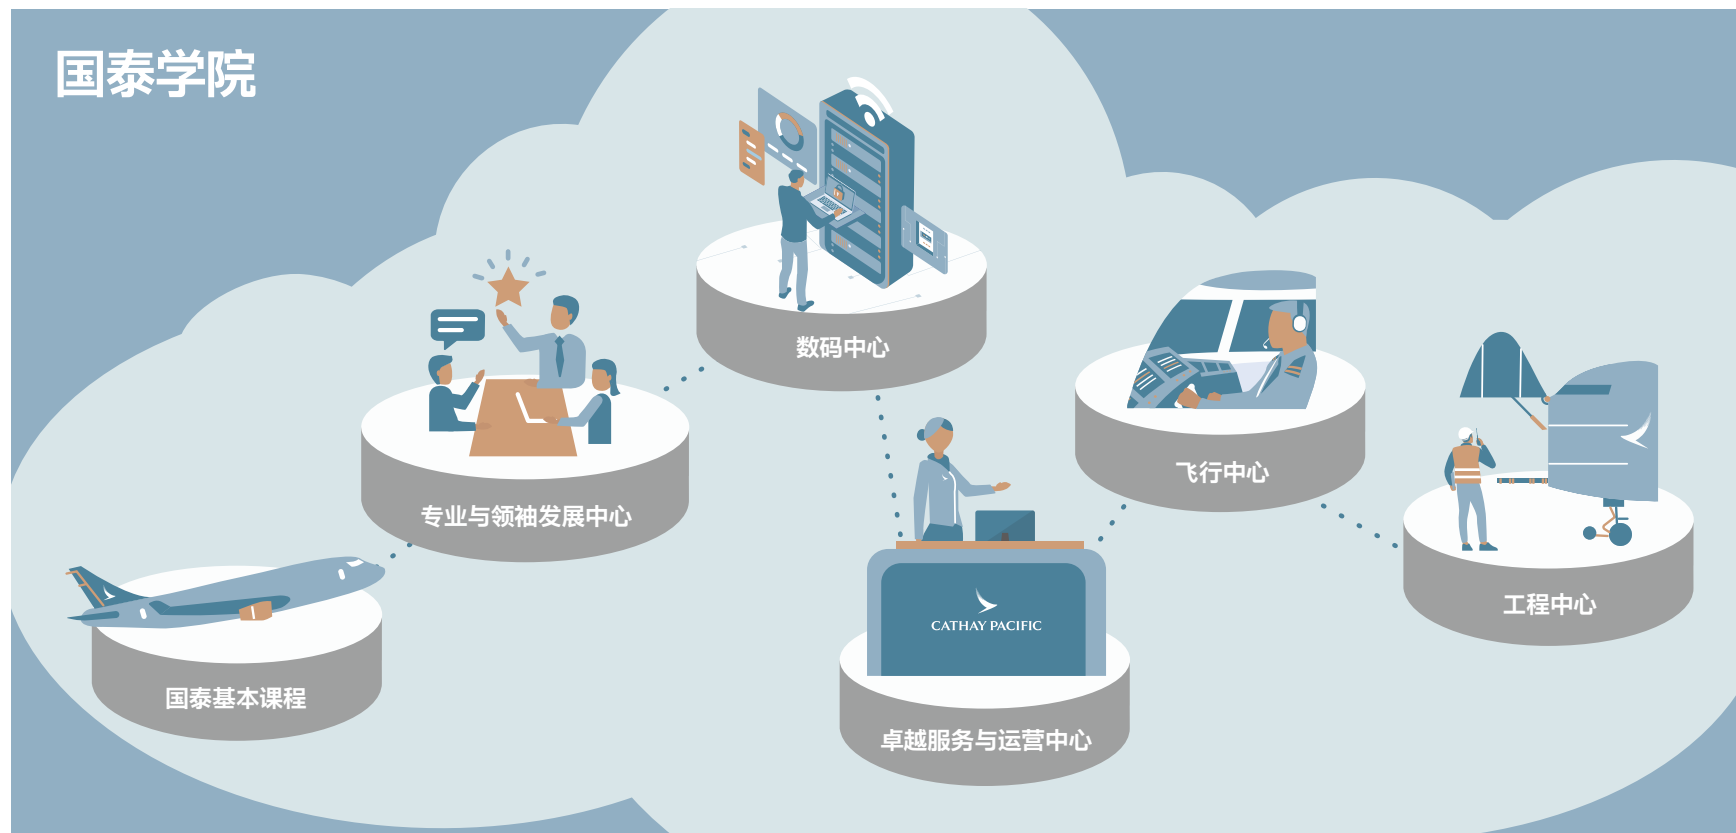 国泰学院
数码中心
飞行中心
专业与领袖发展中心
工程中心
CATHAY PACIFIC
国泰基本课程
卓越服务与运营中心